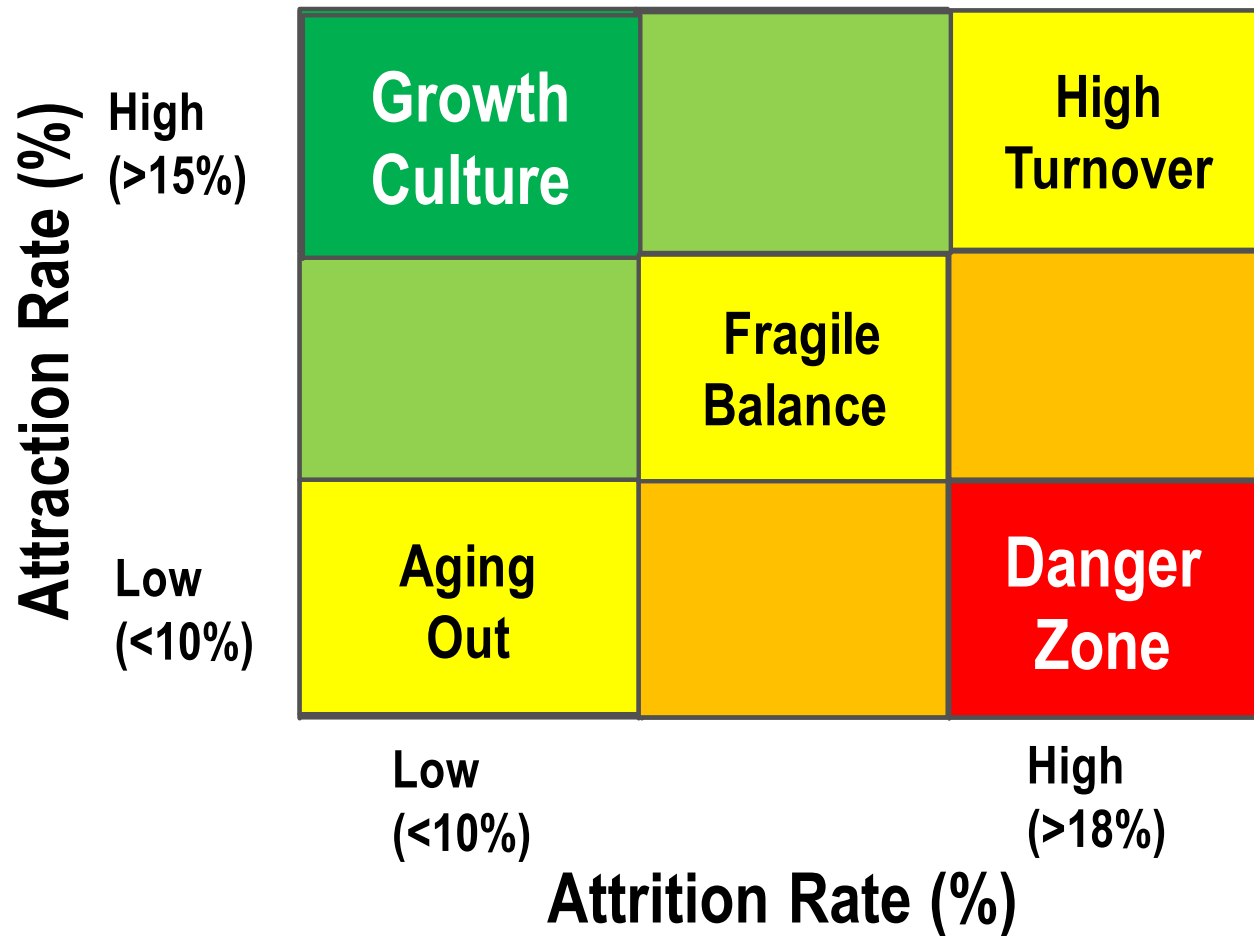 Attraction Rate (%)
High
(>15%)
Growth
Culture
High
Turnover
Fragile
Balance
Low
(<10%)
Aging
Out
Danger
Zone
Low
(<10%)
High
(>18%)
Attrition Rate (%)